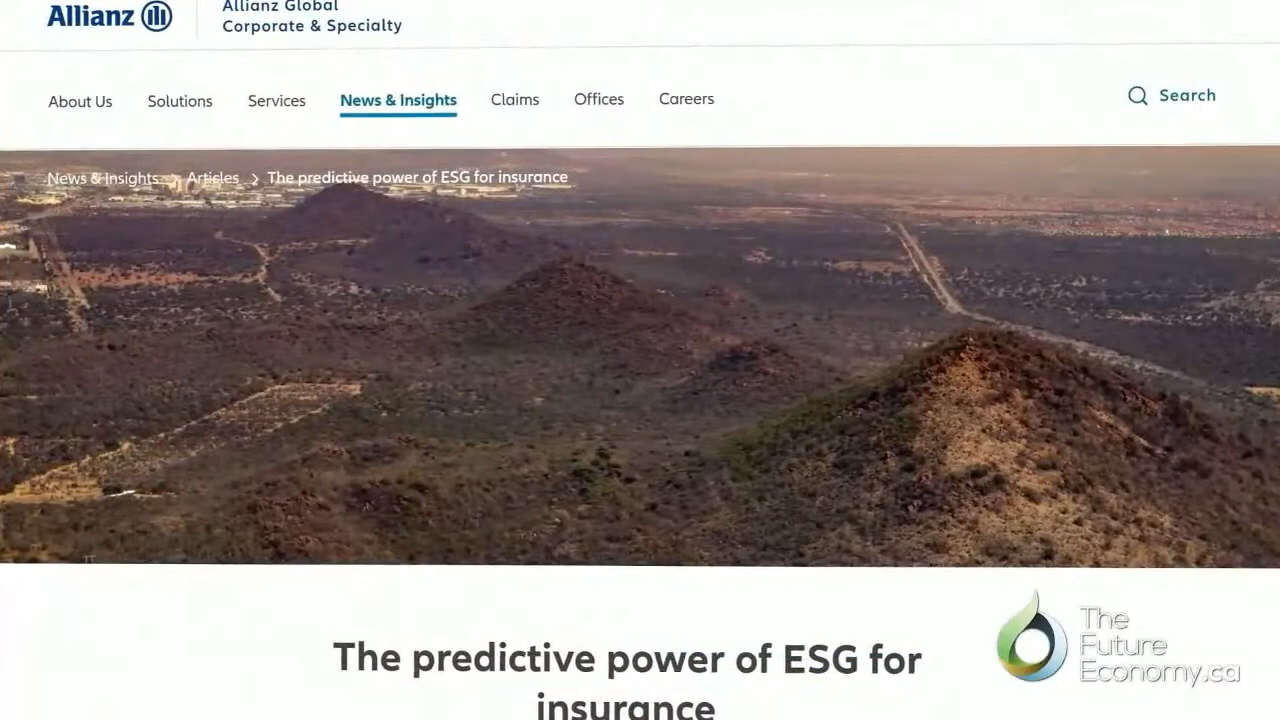 Allianz
Allianz Global
Corporate & Specialty
About Us
Solutions
Services
News & Insights
Claims
Offices
Careers
Search
News & Insights > Articles > The predictive power of ESG for insurance
The predictive power of ESG for
insurance
The
Future
Economy.ca